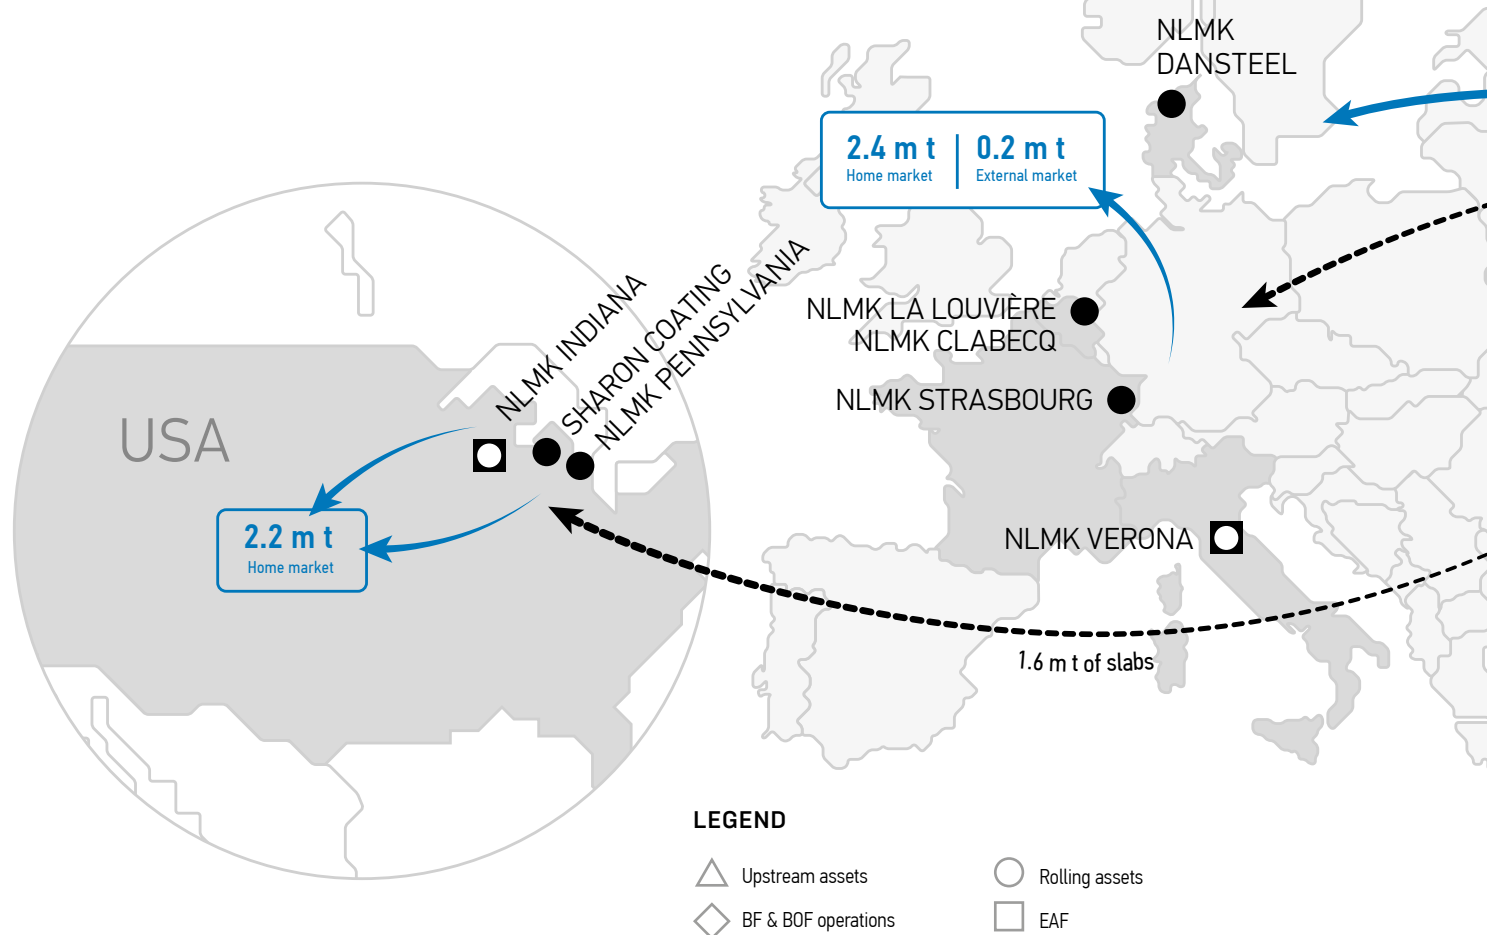 NLMK
DANSTEEL
2.4 m t
0.2 m t
Home market
External market
NLMK INDIANA
SHARON COATING
NLMK PENNSYLVANIA
NLMK LA LOUVIÈRE
NLMK CLABECQ
NLMK STRASBOURG
USA
2.2 m t
Home market
NLMK VERONA
1.6 m t of slabs
LEGEND
Upstream assets
Rolling assets
BF & BOF operations
EAF